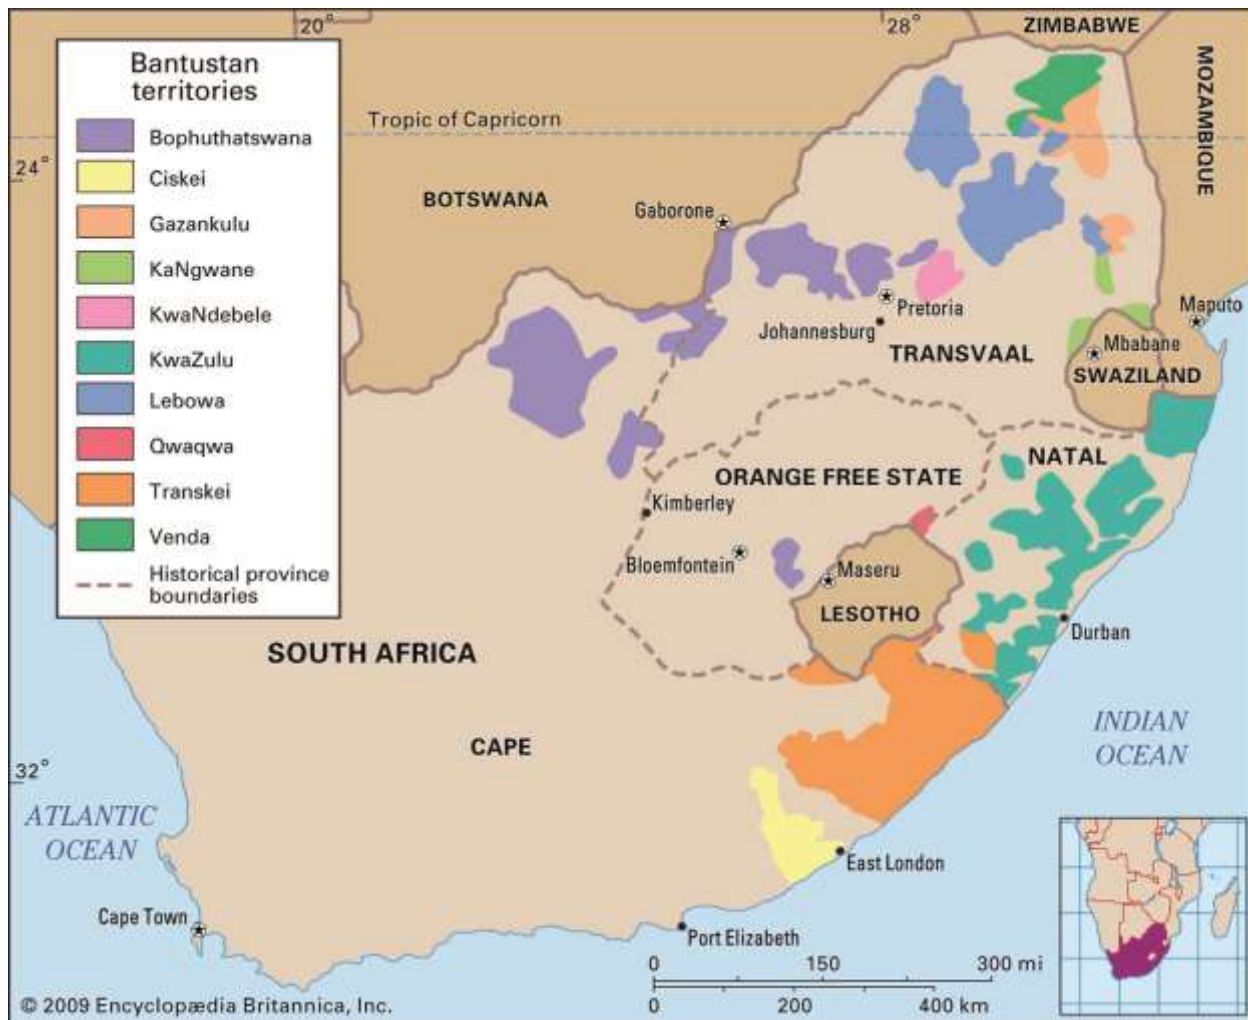 20°
28°
ZIMBABWE
Bantustan
territories
Bophuthatswana
Ciskei
Gazankulu
KaNgwane
KwaNdebele
KwaZulu
Lebowa
Qwaqwa
Transkei
Venda
Historical province
boundaries
MOZAMBIQUE
Tropic of Capricorn
24°
BOTSWANA
Gaborone
Pretoria
Johannesburg
TRANSVAAL
Maputo
Mbabane
SWAZILAND
NATAL
ORANGE FREE STATE
Kimberley
Bloemfontein
Maseru
LESOTHO
Durban
SOUTH AFRICA
CAPE
INDIAN
OCEAN
32°
ATLANTIC
OCEAN
East London
Cape Town
Port Elizabeth
0 150 300 mi
0 200 400 km
© 2009 Encyclopædia Britannica, Inc.